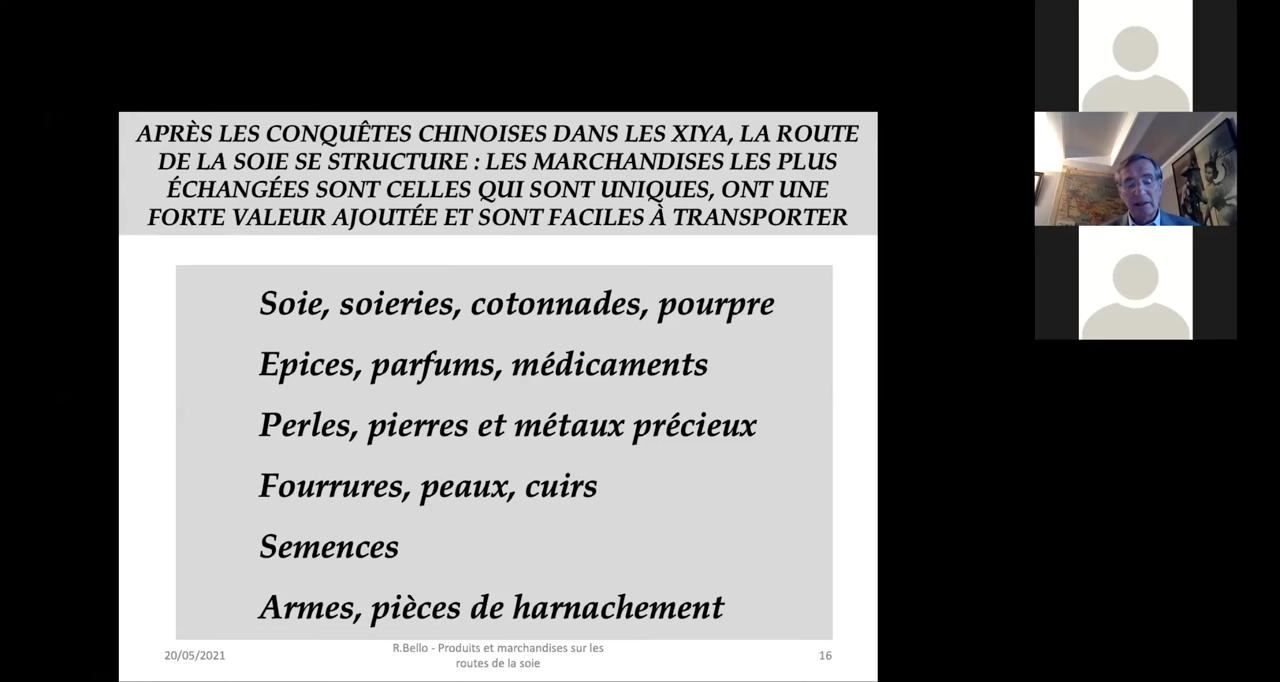 APRÈS LES CONQUÊTES CHINOISES DANS LES XIYA, LA ROUTE
DE LA SOIE SE STRUCTURE : LES MARCHANDISES LES PLUS
ÉCHANGÉES SONT CELLES QUI SONT UNIQUES, ONT UNE
FORTE VALEUR AJOUTÉE ET SONT FACILES À TRANSPORTER
Soie, soieries, cotonnades, pourpre
Epices, parfums, médicaments
Perles, pierres et métaux précieux
Fourrures, peaux, cuirs
Semences
Armes, pièces de harnachement
20/05/2021
R.Bello - Produits et marchandises sur les
routes de la soie
16